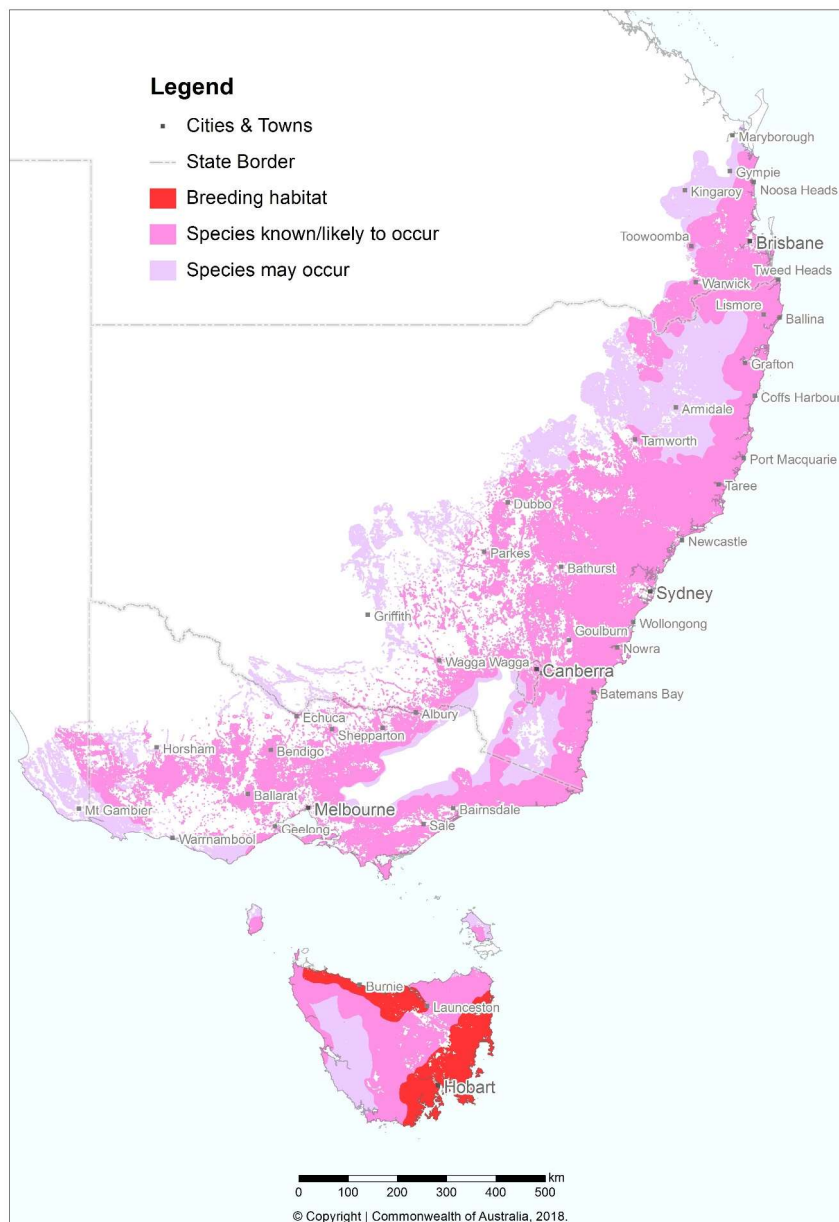 Legend
Cities & Towns
State Border
Breeding habitat
Species known/likely to occur
Species may occur
Maryborough
Gympie
Kingaroy
Noosa Heads
Toowoomba
Brisbane
Tweed Heads
Warwick
Lismore
Ballina
Grafton
Coffs Harbour
Armidale
Tamworth
Port Macquarie
Taree
Dubbo
Newcastle
Parkes
Bathurst
Sydney
Griffith
Wollongong
Goulburn
Nowra
Wagga Wagga
Canberra
Batemans Bay
Albury
Echuca
Shepparton
Horsham
Bendigo
Ballarat
Mt Gambier
Melbourne
Bairnsdale
Sale
Geelong
Warrnambool
Burnie
Launceston
Hobart
km
0 100 200 300 400 500
© Copyright | Commonwealth of Australia, 2018.